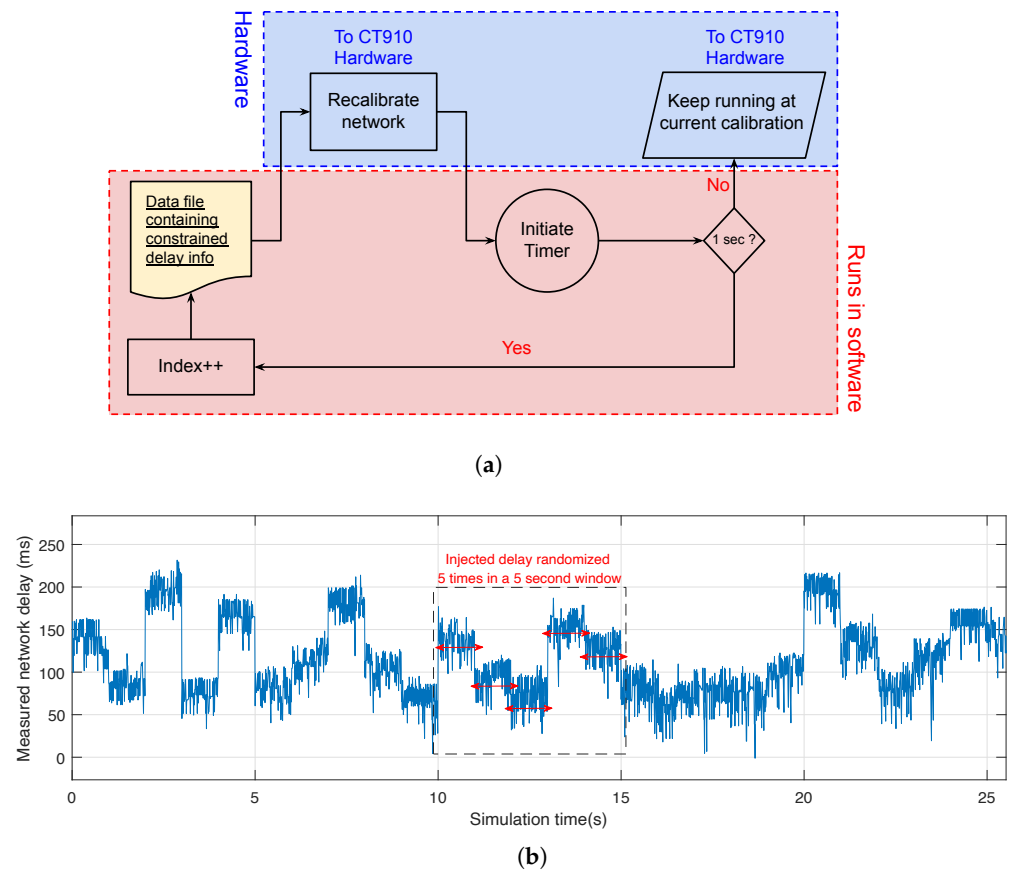 Hardware
To CT910
Hardware
To CT910
Hardware
Recalibrate
network
Keep running at
current calibration
No
Data file
containing
constrained
delay info
Initiate
Timer
1 sec ?
Runs in software
Yes
Index++
(a)
Injected delay randomized
5 times in a 5 second window
Measured network delay (ms)
250
200
150
100
50
0
0
5
10
15
20
25
Simulation time(s)
(b)